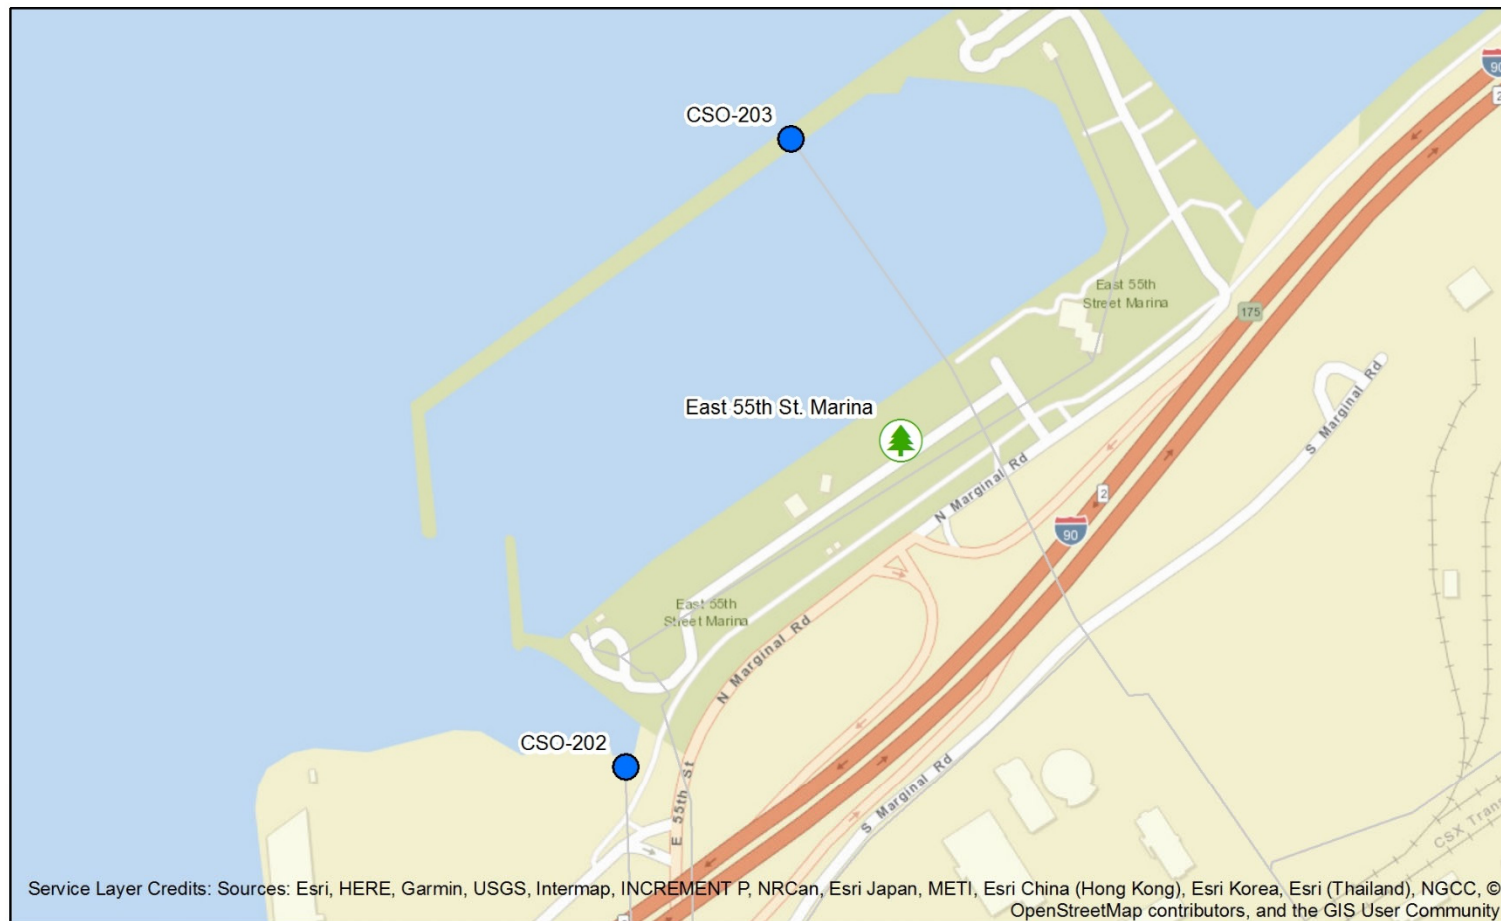 90
2
CSO-203
East 55th
Street Marina
175
East 55th St. Marina
S Marginal Rd
N Marginal Rd
2
90
East 55th
Street Marina
N Marginal Rd
CSO-202
E 55th St
S Marginal Rd
CSX Tran
Service Layer Credits: Sources: Esri, HERE, Garmin, USGS, Intermap, INCREMENT P, NRCan, Esri Japan, METI, Esri China (Hong Kong), Esri Korea, Esri (Thailand), NGCC, ©
OpenStreetMap contributors, and the GIS User Community